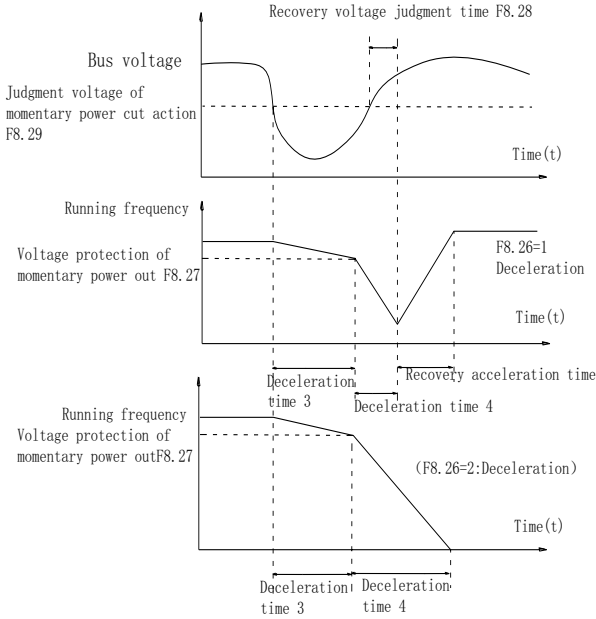 Recovery voltage judgment time F8.28
Bus voltage
Judgment voltage of
momentary power cut action
F8.29
Time(t)
Running frequency
Voltage protection of
momentary power out F8.27
F8.26=1
Deceleration
Time(t)
Recovery acceleration time
Deceleration
time 3
Deceleration time 4
Running frequency
Voltage protection of
momentary power outF8.27
(F8.26=2:Deceleration)
Time(t)
Deceleration
time 3
Deceleration
time 4